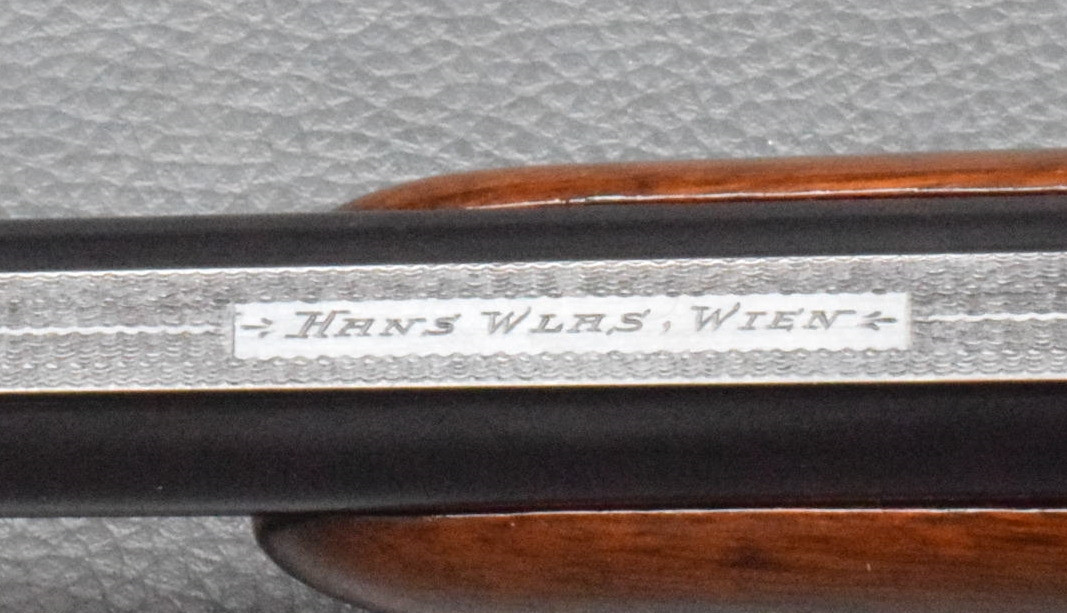 → HANS WLAS, WIEN ←